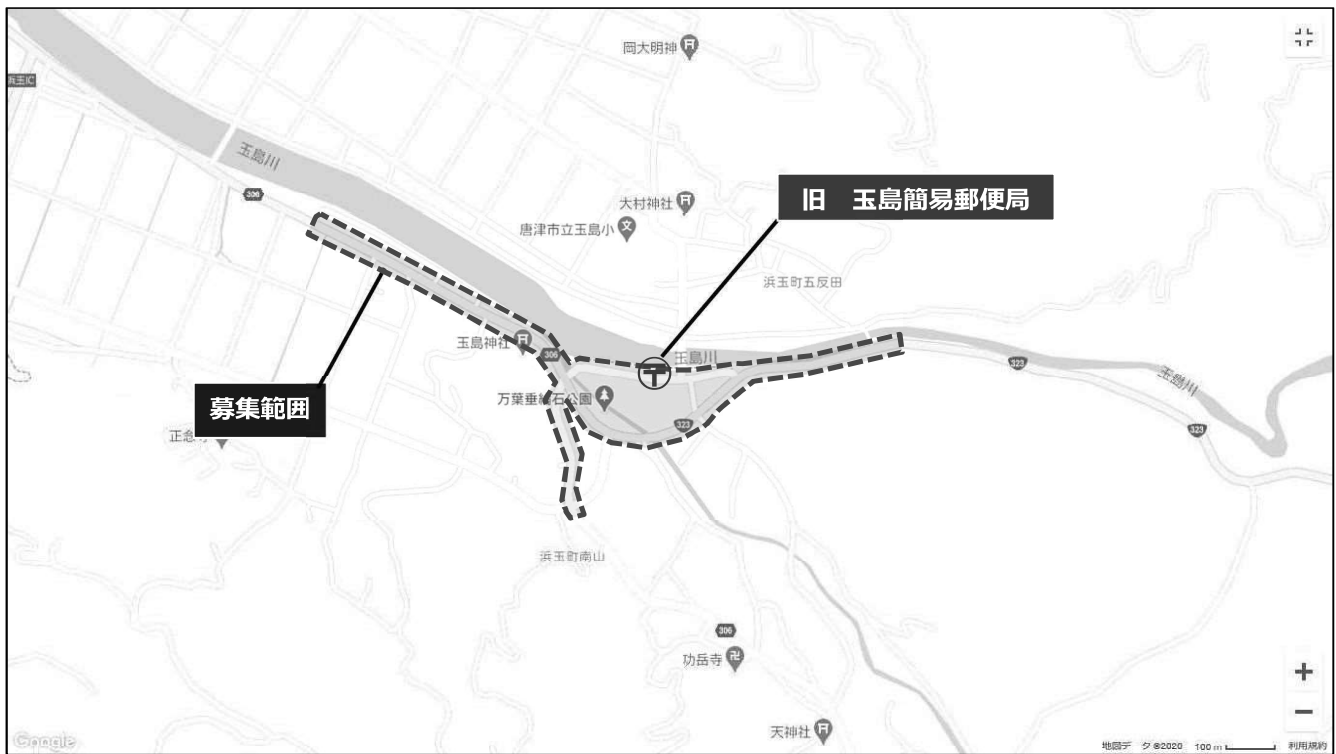 岡大明神
浜玉IC
玉島川
306
大村神社
旧 玉島簡易郵便局
唐津市立玉島小
浜玉町五反田
玉島神社
306
玉島川
323
玉島川
万葉垂綸石公園
募集範囲
323
323
浜玉町南山
306
功岳寺
天神社
Google
地図データ ©2020 100 m 利用規約